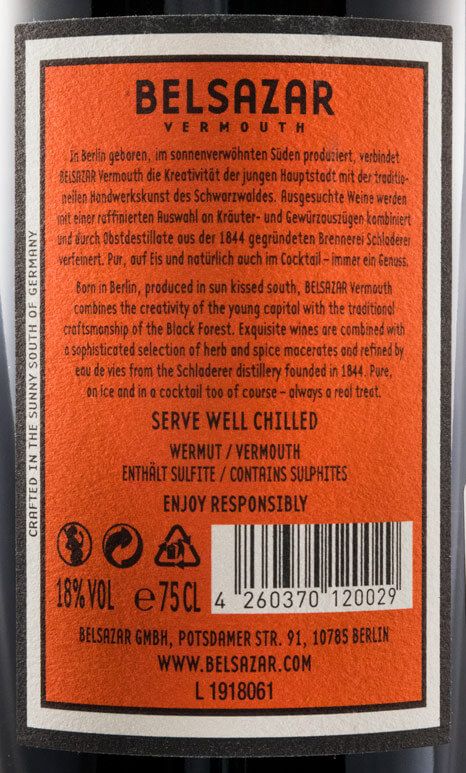 BELSAZAR
VERMOUTH
In Berlin geboren, im sonnenverwöhnten Süden produziert, verbindet
BELSAZAR Vermouth die Kreativität der jungen Hauptstadt mit der traditio-
nellen Handwerkskunst des Schwarzwaldes. Ausgesuchte Weine werden
mit einer raffinierten Auswahl an Kräuter- und Gewürzauszügen kombiniert
und durch Obstdestillate aus der 1844 gegründeten Brennerei Schladerer
verfeinert. Pur, auf Eis und natürlich auch im Cocktail – immer ein Genuss.
Born in Berlin, produced in sun kissed south, BELSAZAR Vermouth
combines the creativity of the young capital with the traditional
craftsmanship of the Black Forest. Exquisite wines are combined with
a sophisticated selection of herb and spice macerates and refined by
eau de vies from the Schladerer distillery founded in 1844. Pure,
on ice and in a cocktail too of course – always a real treat.
SERVE WELL CHILLED
WERMUT / VERMOUTH
ENTHÄLT SULFITE / CONTAINS SULPHITES
ENJOY RESPONSIBLY
18% VOL e 75 CL
4 260370 120029
BELSAZAR GMBH, POTSDAMER STR. 91, 10785 BERLIN
WWW.BELSAZAR.COM
L 1918061
CRAFTED IN THE SUNNY SOUTH OF GERMANY